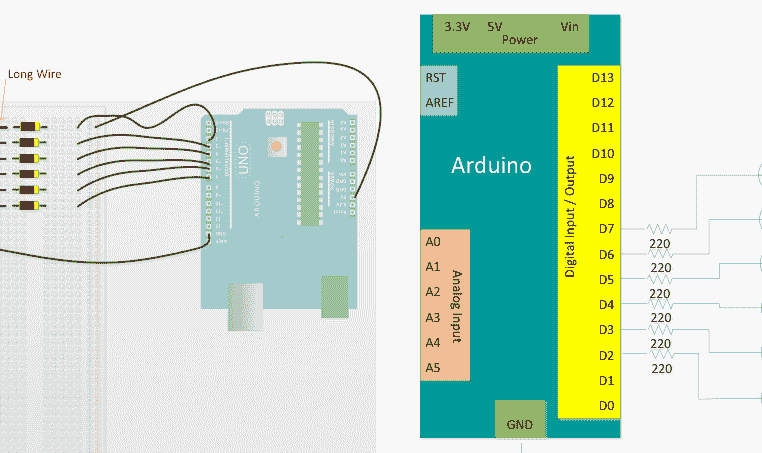 Long Wire
UNO
ARDUINO
3.3V 5V Vin
Power
RST
AREF
Arduino
A0
A1
A2
A3
A4
A5
Analog Input
Digital Input / Output
D13
D12
D11
D10
D9
D8
D7
D6
D5
D4
D3
D2
D1
D0
GND
220
220
220
220
220
220